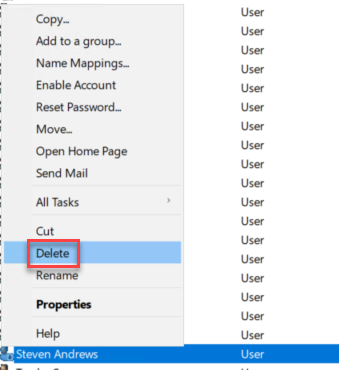 User
Copy...
User
Add to a group...
User
Name Mappings...
User
Enable Account
User
Reset Password...
User
Move...
User
Open Home Page
User
Send Mail
User
All Tasks
User
User
Cut
User
Delete
User
Rename
User
Properties
User
User
Help
User
Steven Andrews User